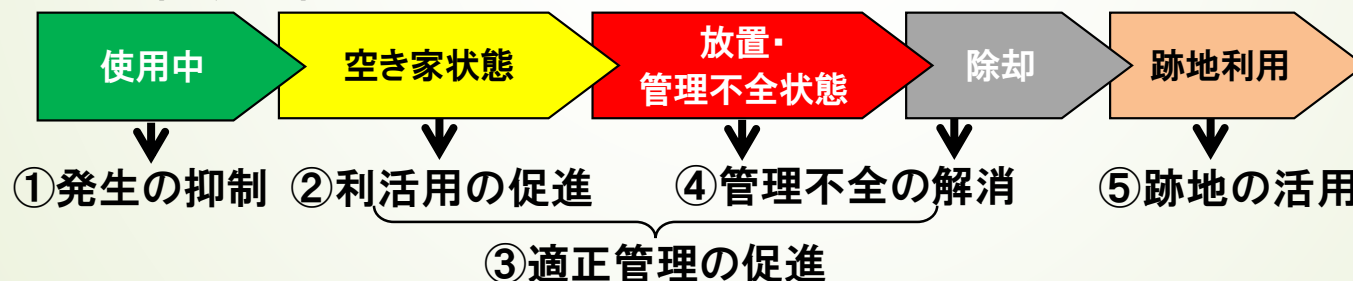 使用中
空き家状態
放置・
管理不全状態
除却
跡地利用
①発生の抑制
②利活用の促進
④管理不全の解消
⑤跡地の活用
③適正管理の促進